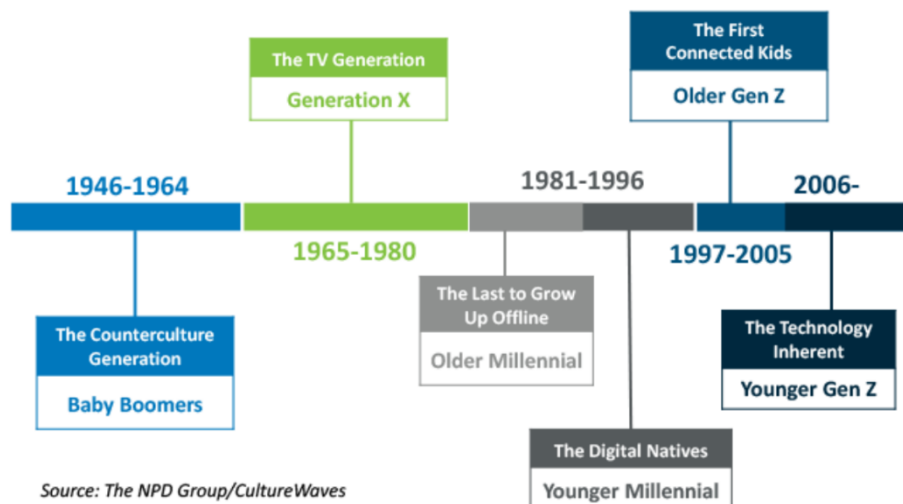 The First
Connected Kids
Older Gen Z
The TV Generation
Generation X
1946-1964
1981-1996
2006-
1965-1980
1997-2005
The Counterculture
Generation
Baby Boomers
The Last to Grow
Up Offline
Older Millennial
The Technology
Inherent
Younger Gen Z
The Digital Natives
Younger Millennial
Source: The NPD Group/CultureWaves